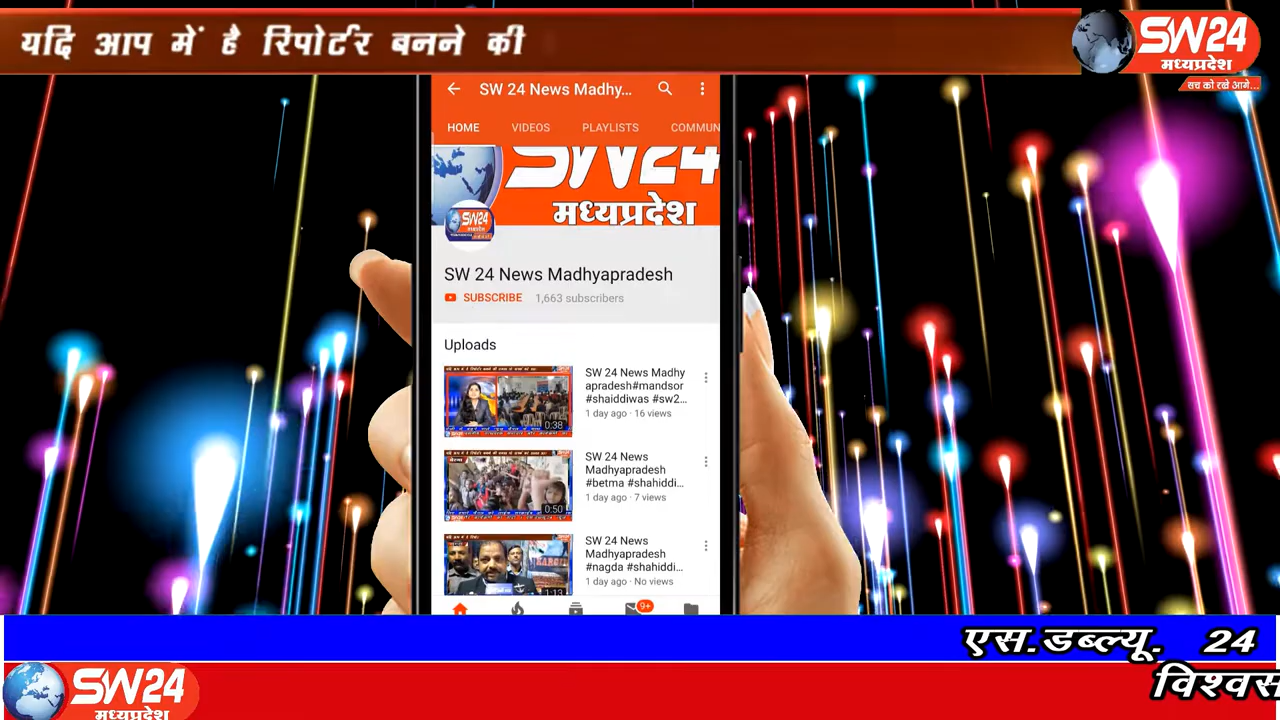 यदि आप में है रिपोर्टर बनने की
SW24
मध्यप्रदेश
सच को रखे आगे...
SW 24 News Madhy...
HOME VIDEOS PLAYLISTS COMMUN
SW24
मध्यप्रदेश
SW24
SW 24 News Madhyapradesh
SUBSCRIBE 1,663 subscribers
Uploads
SW 24 News Madhy
apradesh#mandsor
#shaiddiwas #sw2...
1 day ago · 16 views
0:38
SW 24 News
Madhyapradesh
#betma #shahiddi...
1 day ago · 7 views
0:50
SW 24 News
Madhyapradesh
#nagda #shahiddi...
1 day ago · No views
1:13
9+
एस.डब्ल्यू. 24
विश्वस
SW24
मध्यप्रदेश